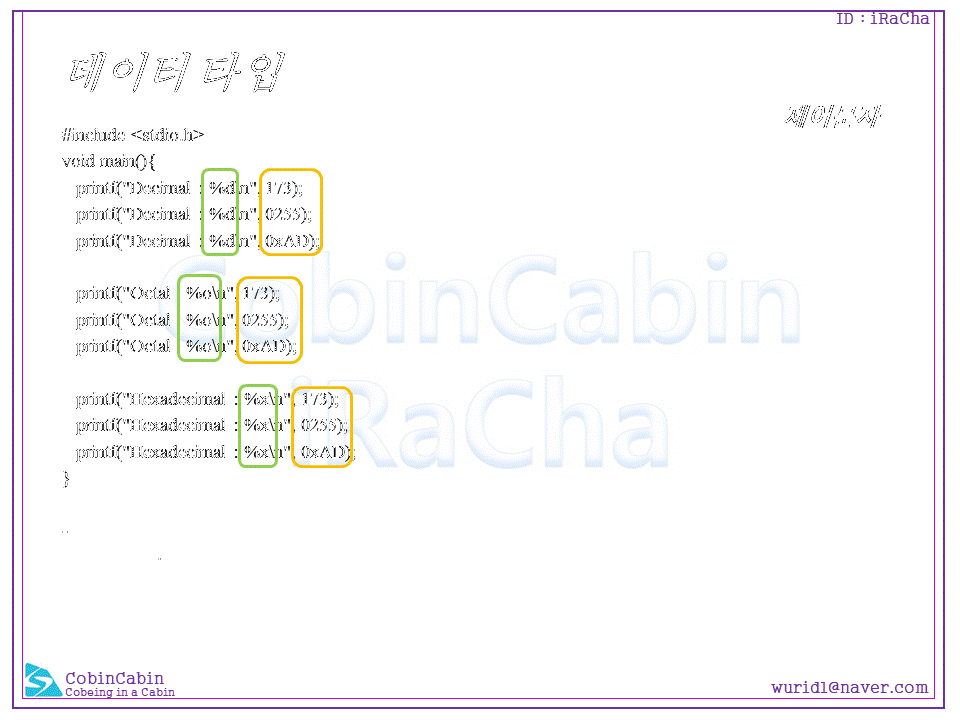 ID : iRaCha
데이터 타입
제어문자
#include <stdio.h>
void main(){
printf("Decimal : %d\n", 173);
printf("Decimal : %d\n", 0255);
printf("Decimal : %d\n", 0xAD);
printf("Octal : %o\n", 173);
printf("Octal : %o\n", 0255);
printf("Octal : %o\n", 0xAD);
printf("Hexadecimal : %x\n", 173);
printf("Hexadecimal : %x\n", 0255);
printf("Hexadecimal : %x\n", 0xAD);
}
CobinCabin
iRaCha
CobinCabin
Cobeing in a Cabin
wurid1@naver.com